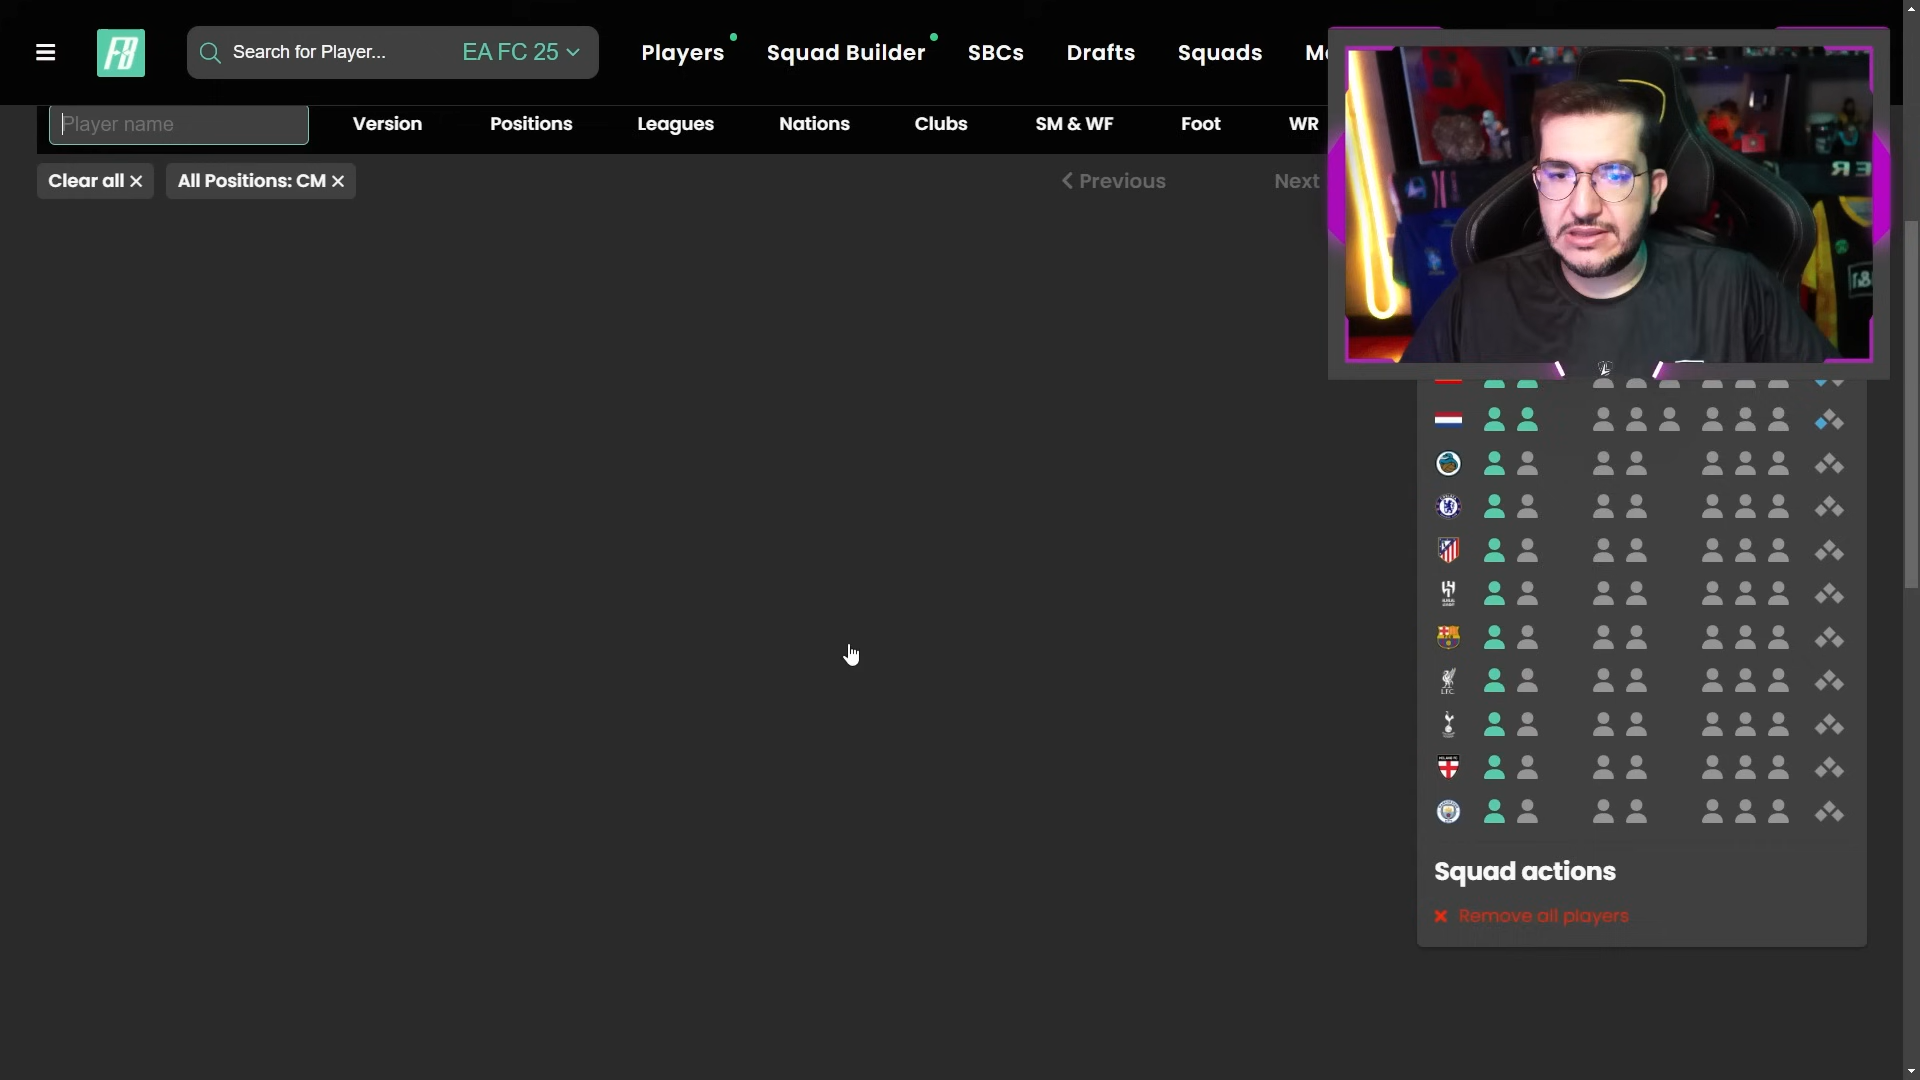 FB
Search for Player...
EA FC 25
Players
Squad Builder
SBCs
Drafts
Squads
Player name
Version
Positions
Leagues
Nations
Clubs
SM & WF
Foot
WR
Clear all ×
All Positions: CM ×
Previous
Next
Squad actions
× Remove all players